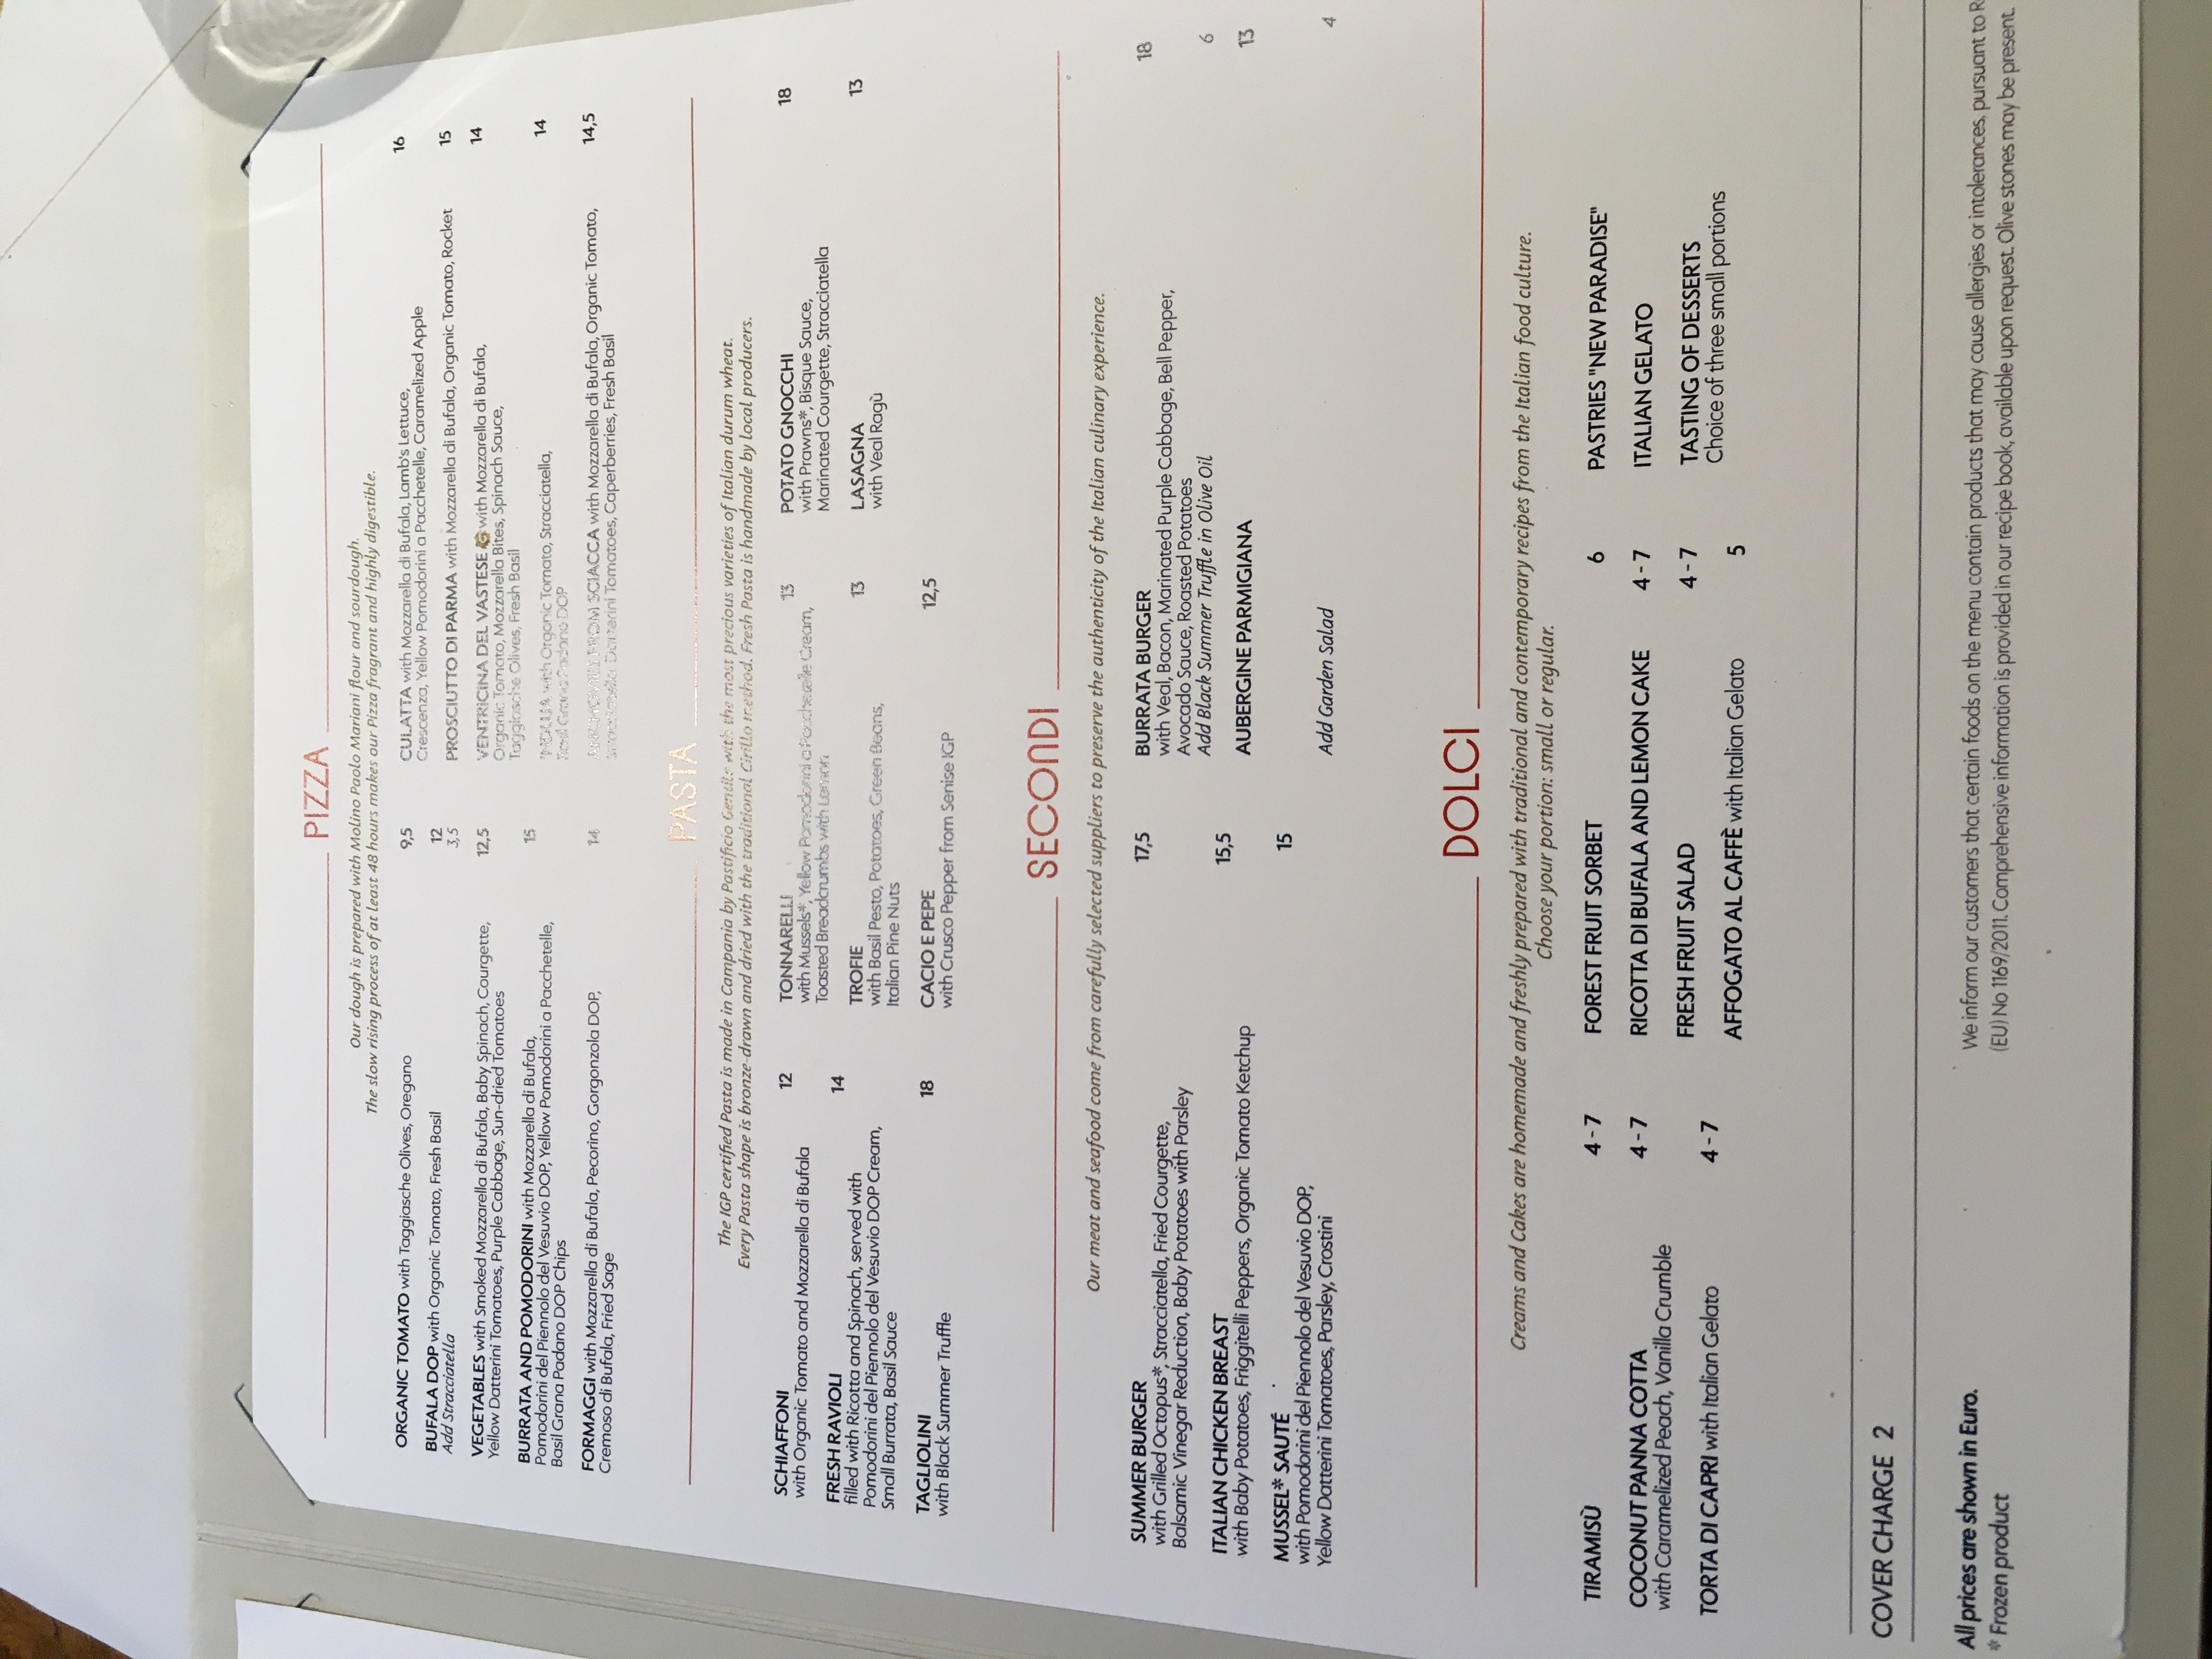 PIZZA
Our dough is prepared with Molino Paolo Mariani flour and sourdough.
The slow rising process of at least 48 hours makes our Pizza fragrant and highly digestible.
ORGANIC TOMATO with Taggiasche Olives, Oregano 9,5
BUFALA DOP with Organic Tomato, Fresh Basil 12
Add Stracciatella 3,5
VEGETABLES with Smoked Mozzarella di Bufala, Baby Spinach, Courgette, 12,5
Yellow Datterini Tomatoes, Purple Cabbage, Sun-dried Tomatoes
BURRATA AND POMODORINI with Mozzarella di Bufala, 15
Pomodorini del Piennolo del Vesuvio DOP, Yellow Pomodorini a Pacchetelle,
Basil Grana Padano DOP Chips
FORMAGGI with Mozzarella di Bufala, Pecorino, Gorgonzola DOP, 14
Cremoso di Bufala, Fried Sage
CULATTA with Mozzarella di Bufala, Lamb's Lettuce, 16
Crescenza, Yellow Pomodorini a Pacchetelle, Caramelized Apple
PROSCIUTTO DI PARMA with Mozzarella di Bufala, Organic Tomato, Rocket 15
VENTRICINA DEL VASTESE with Mozzarella di Bufala, 14
Organic Tomato, Mozzarella Bites, Spinach Sauce,
Taggiasche Olives, Fresh Basil
'NDUJA with Organic Tomato, Stracciatella, 14
Basil Grana Padano DOP
ANCHOVIES FROM SCIACCA with Mozzarella di Bufala, Organic Tomato, 14,5
Stracciatella, Datterini Tomatoes, Caperberries, Fresh Basil
PASTA
The IGP certified Pasta is made in Campania by Pastificio Gentile with the most precious varieties of Italian durum wheat.
Every Pasta shape is bronze-drawn and dried with the traditional Cirillo method. Fresh Pasta is handmade by local producers.
SCHIAFFONI 12
with Organic Tomato and Mozzarella di Bufala
FRESH RAVIOLI 14
filled with Ricotta and Spinach, served with
Pomodorini del Piennolo del Vesuvio DOP Cream,
Small Burrata, Basil Sauce
TAGLIOLINI 18
with Black Summer Truffle
TONNARELLI 13
with Mussels*, Yellow Pomodorini a Pacchetelle Cream,
Toasted Breadcrumbs with Lemon
TROFIE 13
with Basil Pesto, Potatoes, Green Beans,
Italian Pine Nuts
CACIO E PEPE 12,5
with Crusco Pepper from Senise IGP
POTATO GNOCCHI 18
with Prawns*, Bisque Sauce,
Marinated Courgette, Stracciatella
LASAGNA 13
with Veal Ragù
SECONDI
Our meat and seafood come from carefully selected suppliers to preserve the authenticity of the Italian culinary experience.
SUMMER BURGER 17,5
with Grilled Octopus*, Stracciatella, Fried Courgette,
Balsamic Vinegar Reduction, Baby Potatoes with Parsley
ITALIAN CHICKEN BREAST 15,5
with Baby Potatoes, Friggitelli Peppers, Organic Tomato Ketchup
MUSSEL* SAUTÉ 15
with Pomodorini del Piennolo del Vesuvio DOP,
Yellow Datterini Tomatoes, Parsley, Crostini
BURRATA BURGER 18
with Veal, Bacon, Marinated Purple Cabbage, Bell Pepper,
Avocado Sauce, Roasted Potatoes
Add Black Summer Truffle in Olive Oil 6
AUBERGINE PARMIGIANA 13
Add Garden Salad 4
DOLCI
Creams and Cakes are homemade and freshly prepared with traditional and contemporary recipes from the Italian food culture.
Choose your portion: small or regular.
TIRAMISÙ 4 - 7
COCONUT PANNA COTTA 4 - 7
with Caramelized Peach, Vanilla Crumble
TORTA DI CAPRI with Italian Gelato 4 - 7
FOREST FRUIT SORBET 6
RICOTTA DI BUFALA AND LEMON CAKE 4 - 7
FRESH FRUIT SALAD 4 - 7
AFFOGATO AL CAFFÈ with Italian Gelato 5
PASTRIES "NEW PARADISE"
ITALIAN GELATO
TASTING OF DESSERTS
Choice of three small portions
COVER CHARGE 2
All prices are shown in Euro.
* Frozen product
We inform our customers that certain foods on the menu contain products that may cause allergies or intolerances, pursuant to R
(EU) No 1169/2011. Comprehensive information is provided in our recipe book, available upon request. Olive stones may be present.